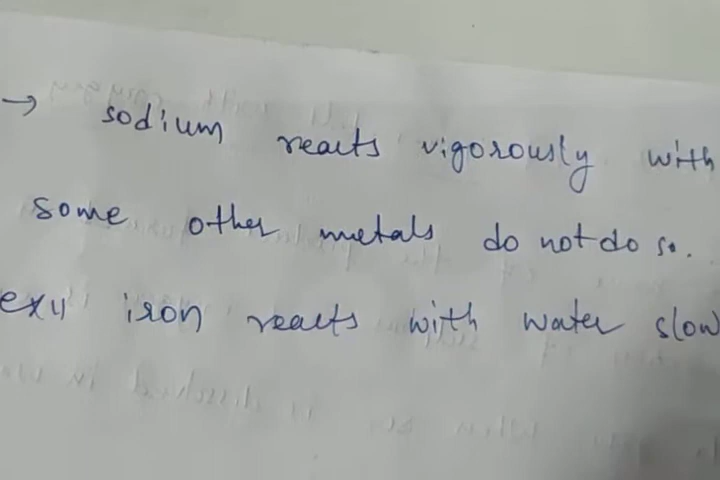 → sodium reacts vigorously with
some other metals do not do so.
ex:, iron reacts with water slow